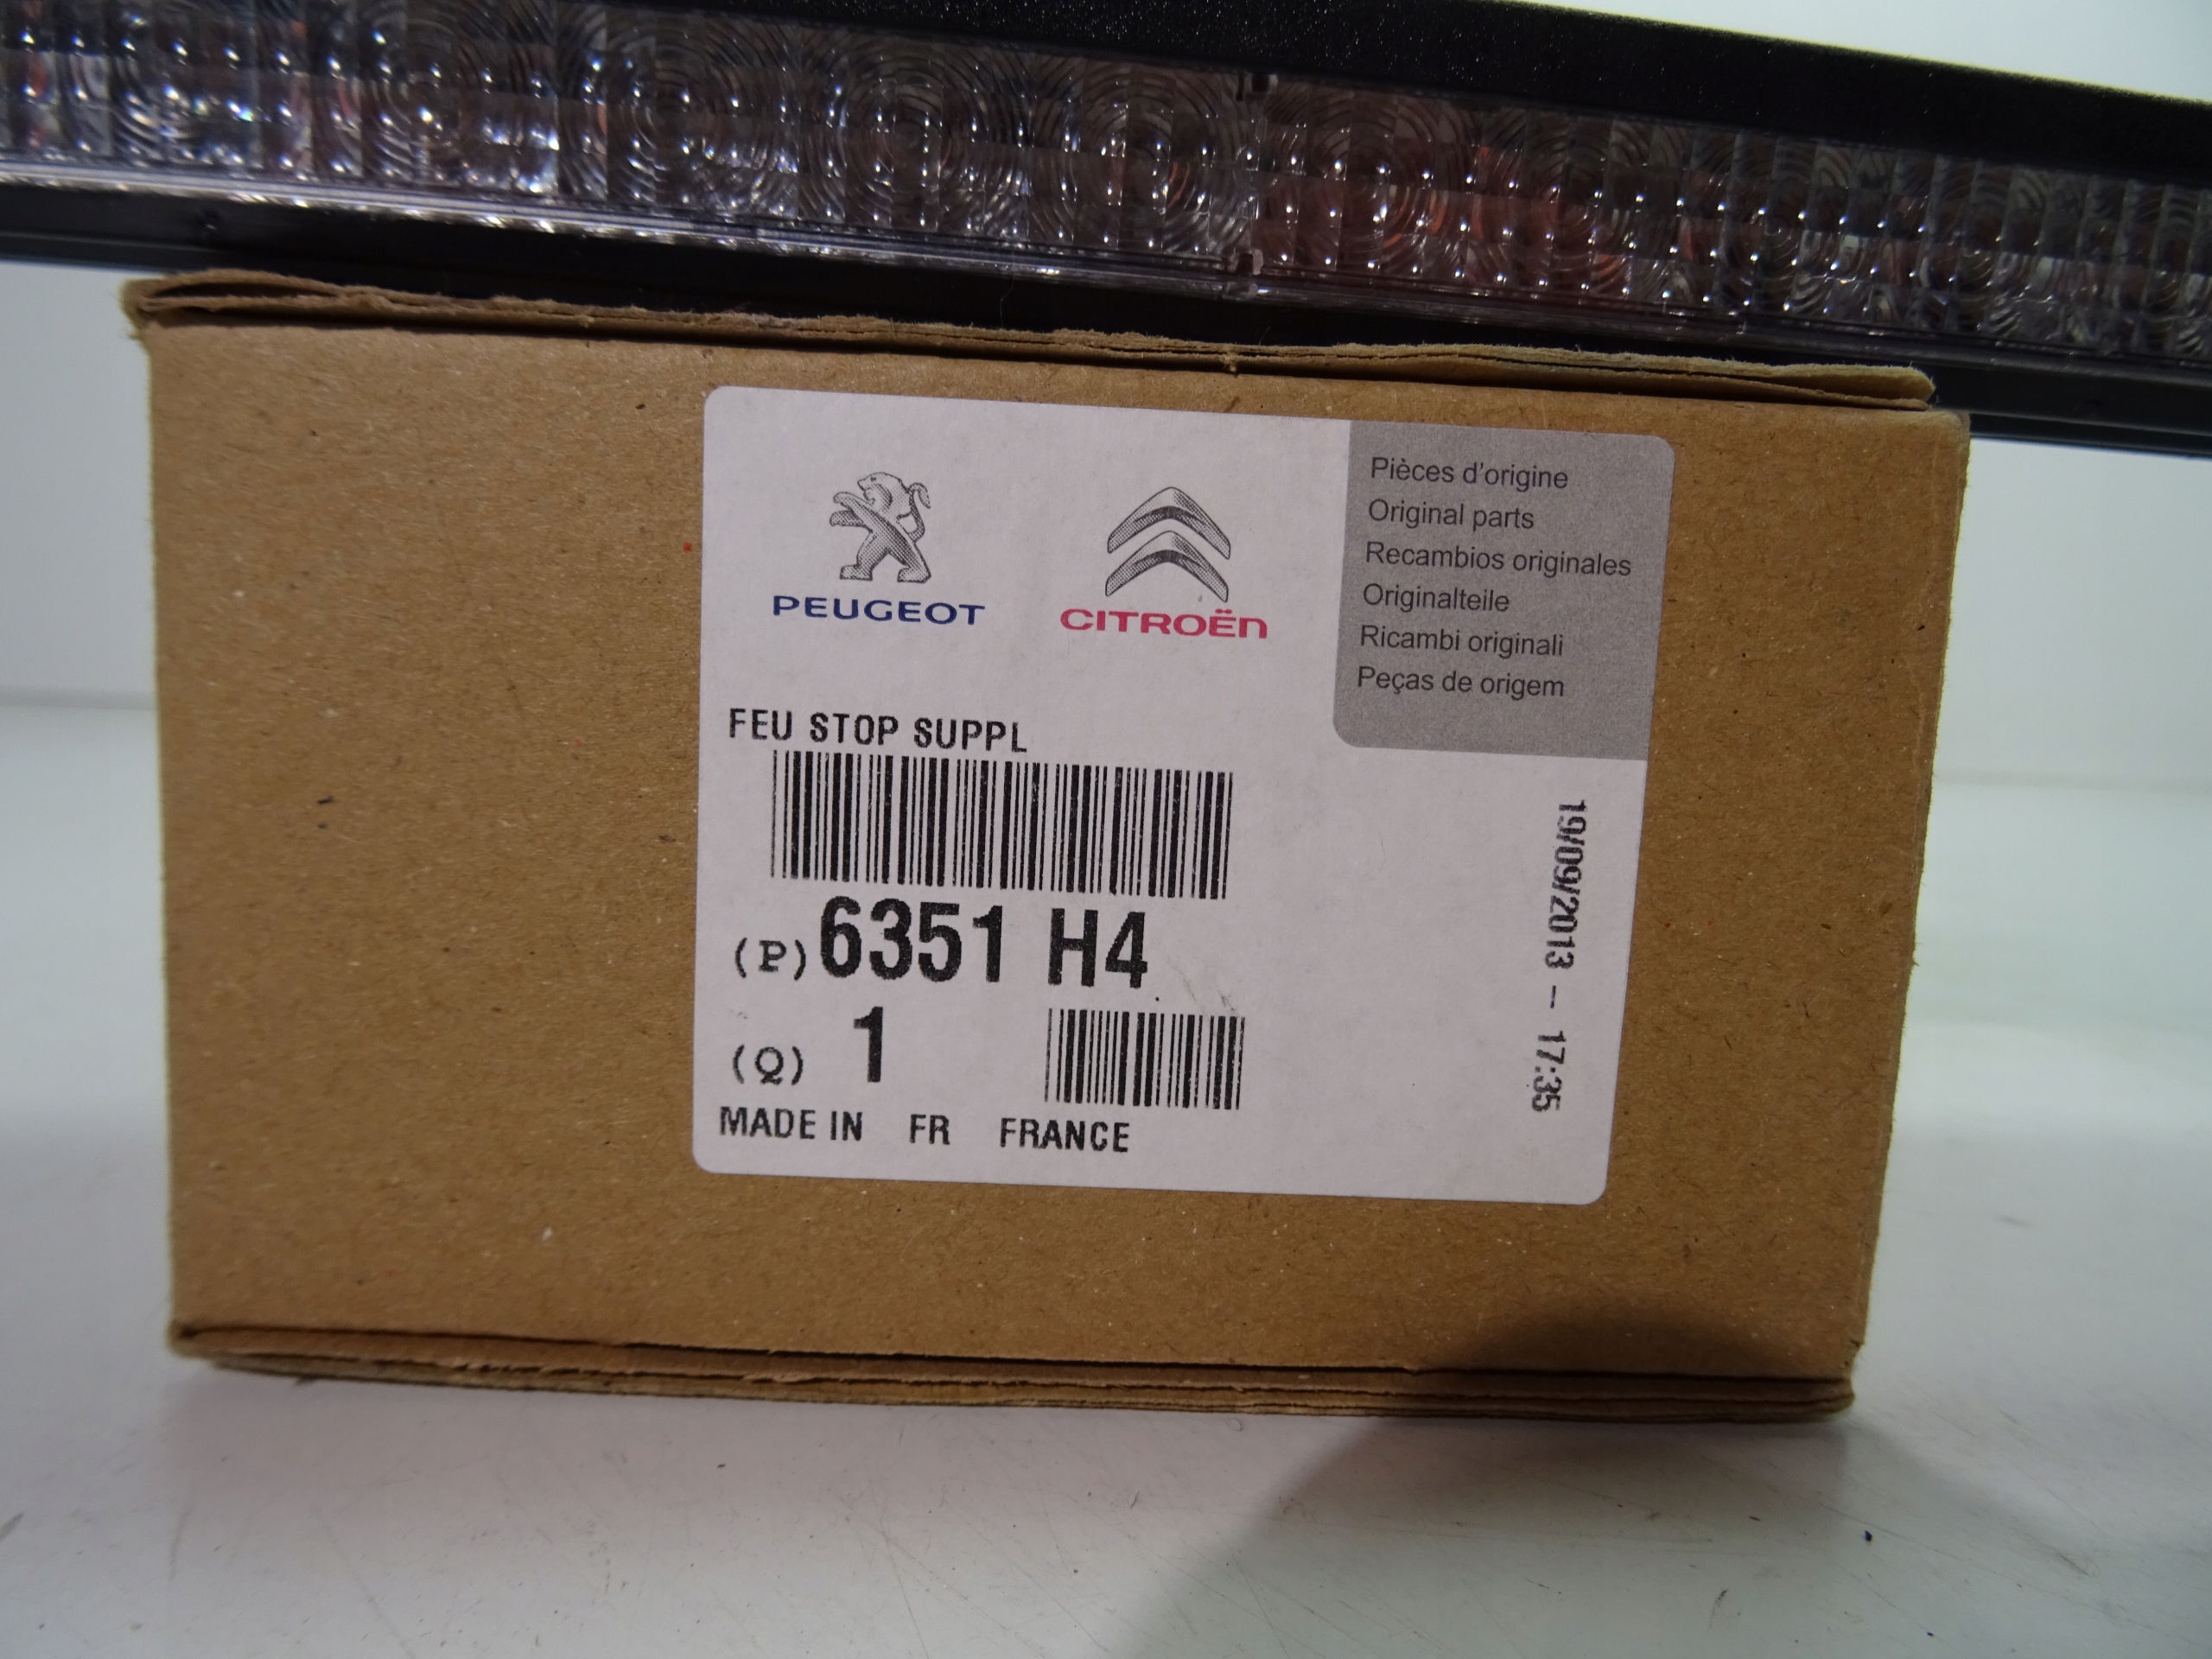 PEUGEOT
CITROËN
Pièces d'origine
Original parts
Recambios originales
Originalteile
Ricambi originali
Peças de origem
FEU STOP SUPPL
(P) 6351 H4
(Q) 1
MADE IN FR FRANCE
19/09/2013 - 17:35